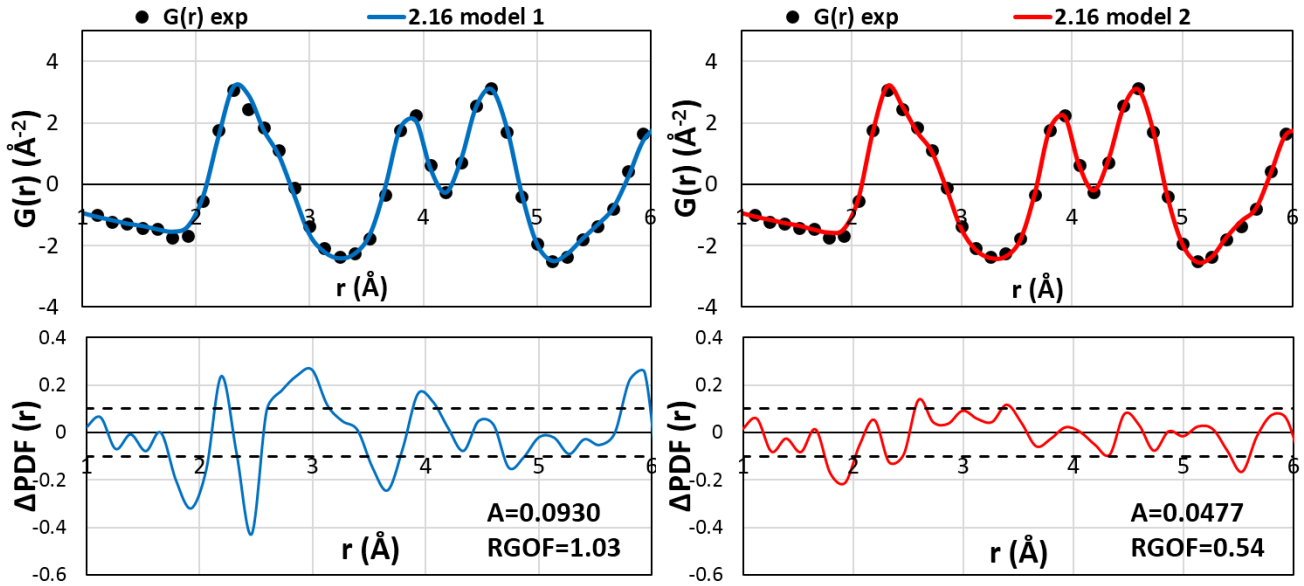 G(r) exp 2.16 model 1
G(r) (Å-2)
4
2
0
-2
-4
1 2 3 4 5 6
r (Å)
G(r) exp 2.16 model 2
G(r) (Å-2)
4
2
0
-2
-4
1 2 3 4 5 6
r (Å)
ΔPDF (r)
0.4
0.2
0
-0.2
-0.4
-0.6
1 2 3 4 5 6
A=0.0930
RGOF=1.03
r (Å)
ΔPDF (r)
0.4
0.2
0
-0.2
-0.4
-0.6
1 2 3 4 5 6
A=0.0477
RGOF=0.54
r (Å)